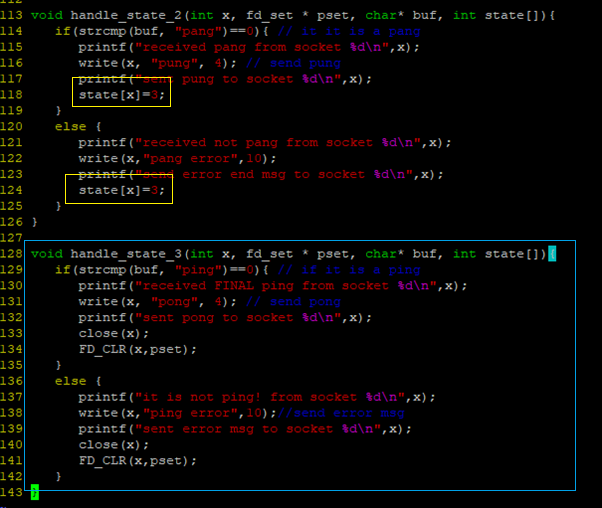 113 void handle_state_2(int x, fd_set * pset, char* buf, int state[]){
114    if(strcmp(buf, "pang")==0){ // it it is a pang
115       printf("received pang from socket %d\n",x);
116       write(x, "pung", 4); // send pung
117       printf("sent pung to socket %d\n",x);
118       state[x]=3;
119    }
120    else {
121       printf("received not pang from socket %d\n",x);
122       write(x,"pang error",10);
123       printf("send error end msg to socket %d\n",x);
124       state[x]=3;
125    }
126 }
127
128 void handle_state_3(int x, fd_set * pset, char* buf, int state[]){
129    if(strcmp(buf, "ping")==0){ // if it is a ping
130       printf("received FINAL ping from socket %d\n",x);
131       write(x, "pong", 4); // send pong
132       printf("sent pong to socket %d\n",x);
133       close(x);
134       FD_CLR(x,pset);
135    }
136    else {
137       printf("it is not ping! from socket %d\n",x);
138       write(x,"ping error",10);//send error msg
139       printf("sent error msg to socket %d\n",x);
140       close(x);
141       FD_CLR(x,pset);
142    }
143 }